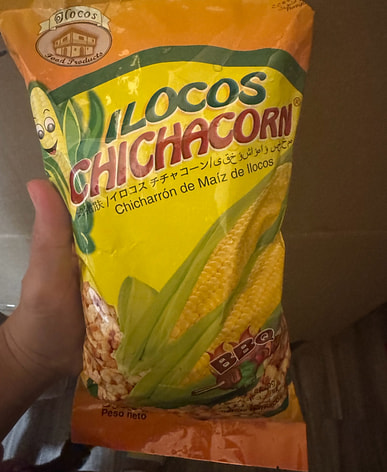 Ilocos
Food Products
ILOCOS
CHICHACORN®
イロコス チチャコーン
Chicharrón de Maíz de Ilocos
BBQ
Peso neto